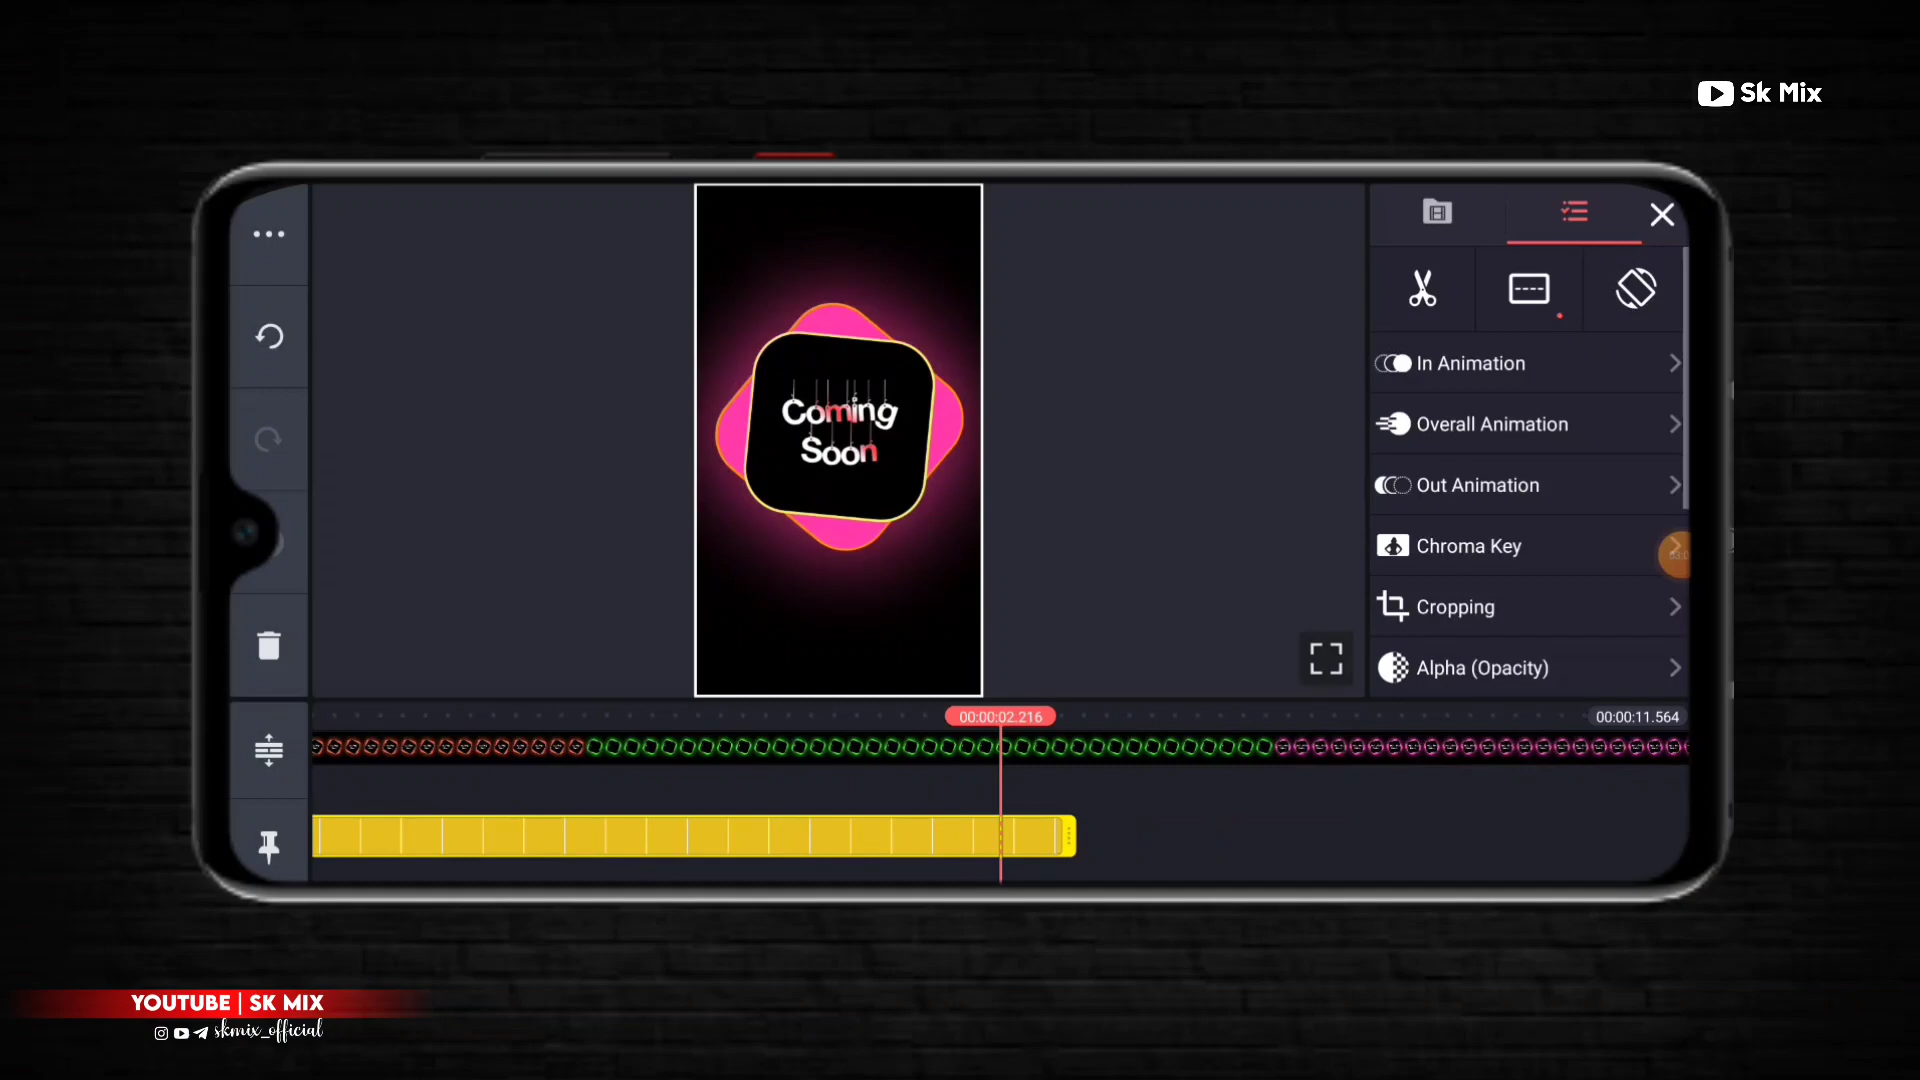 Sk Mix
Coming
Soon
In Animation
Overall Animation
Out Animation
Chroma Key
Cropping
Alpha (Opacity)
00:00:02.216
00:00:11.564
YOUTUBE | SK MIX
skmix_official